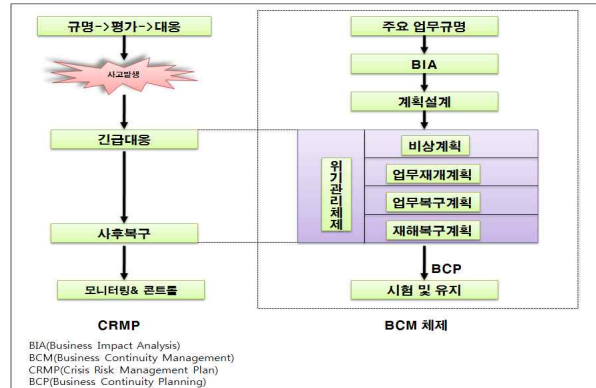 규명->평가->대응
사고발생
긴급대응
사후복구
모니터링& 콘트롤
CRMP
주요 업무규명
BIA
계획설계
위기관리체제
비상계획
업무재개계획
업무복구계획
재해복구계획
BCP
시험 및 유지
BCM 체제
BIA(Business Impact Analysis)
BCM(Business Continuity Management)
CRMP(Crisis Risk Management Plan)
BCP(Business Continuity Planning)